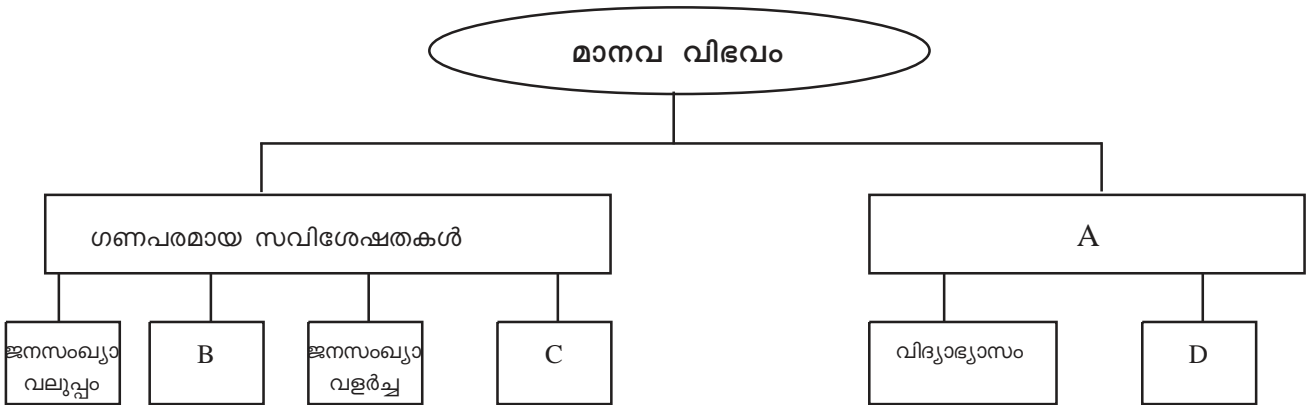 മാനവ വിഭവം
ഗണപരമായ സവിശേഷതകൾ
A
ജനസംഖ്യാ
വലുപ്പം
B
ജനസംഖ്യാ
വളർച്ച
C
വിദ്യാഭ്യാസം
D